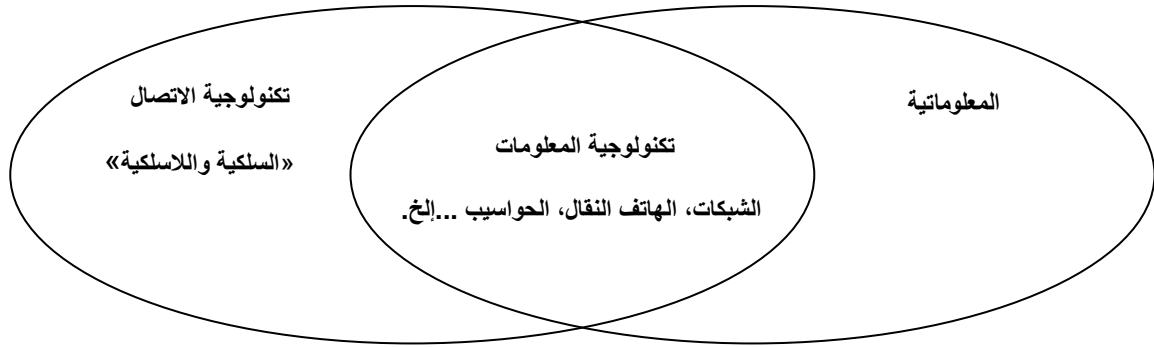 المعلوماتية
تكنولوجية المعلومات
الشبكات، الهاتف النقال، الحواسيب ...إلخ.
تكنولوجية الاتصال
«السلكية واللاسلكية»